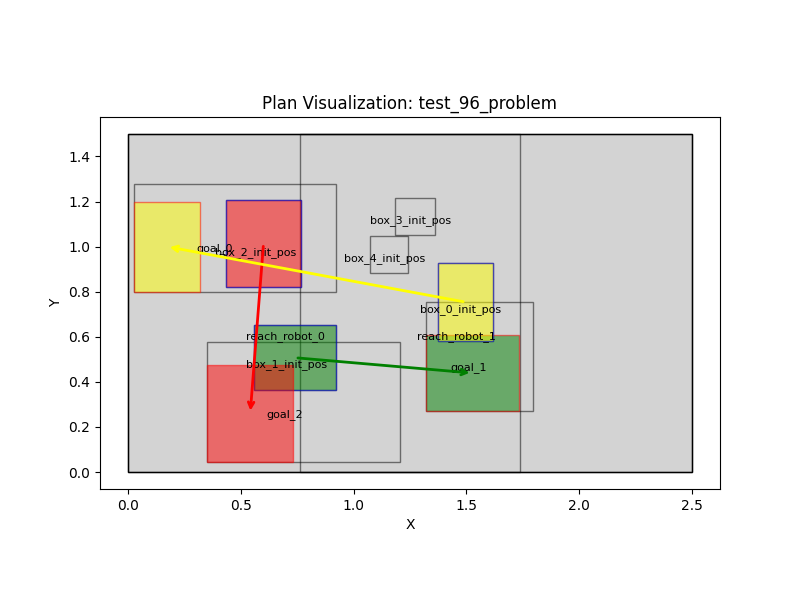 Plan Visualization: test_96_problem
1.4
1.2
1.0
0.8
0.6
0.4
0.2
0.0
Y
box_3_init_pos
goal_0
box_2_init_pos
box_4_init_pos
box_0_init_pos
reach_robot_0
reach_robot_1
box_1_init_pos
goal_1
goal_2
0.0 0.5 1.0 1.5 2.0 2.5
X